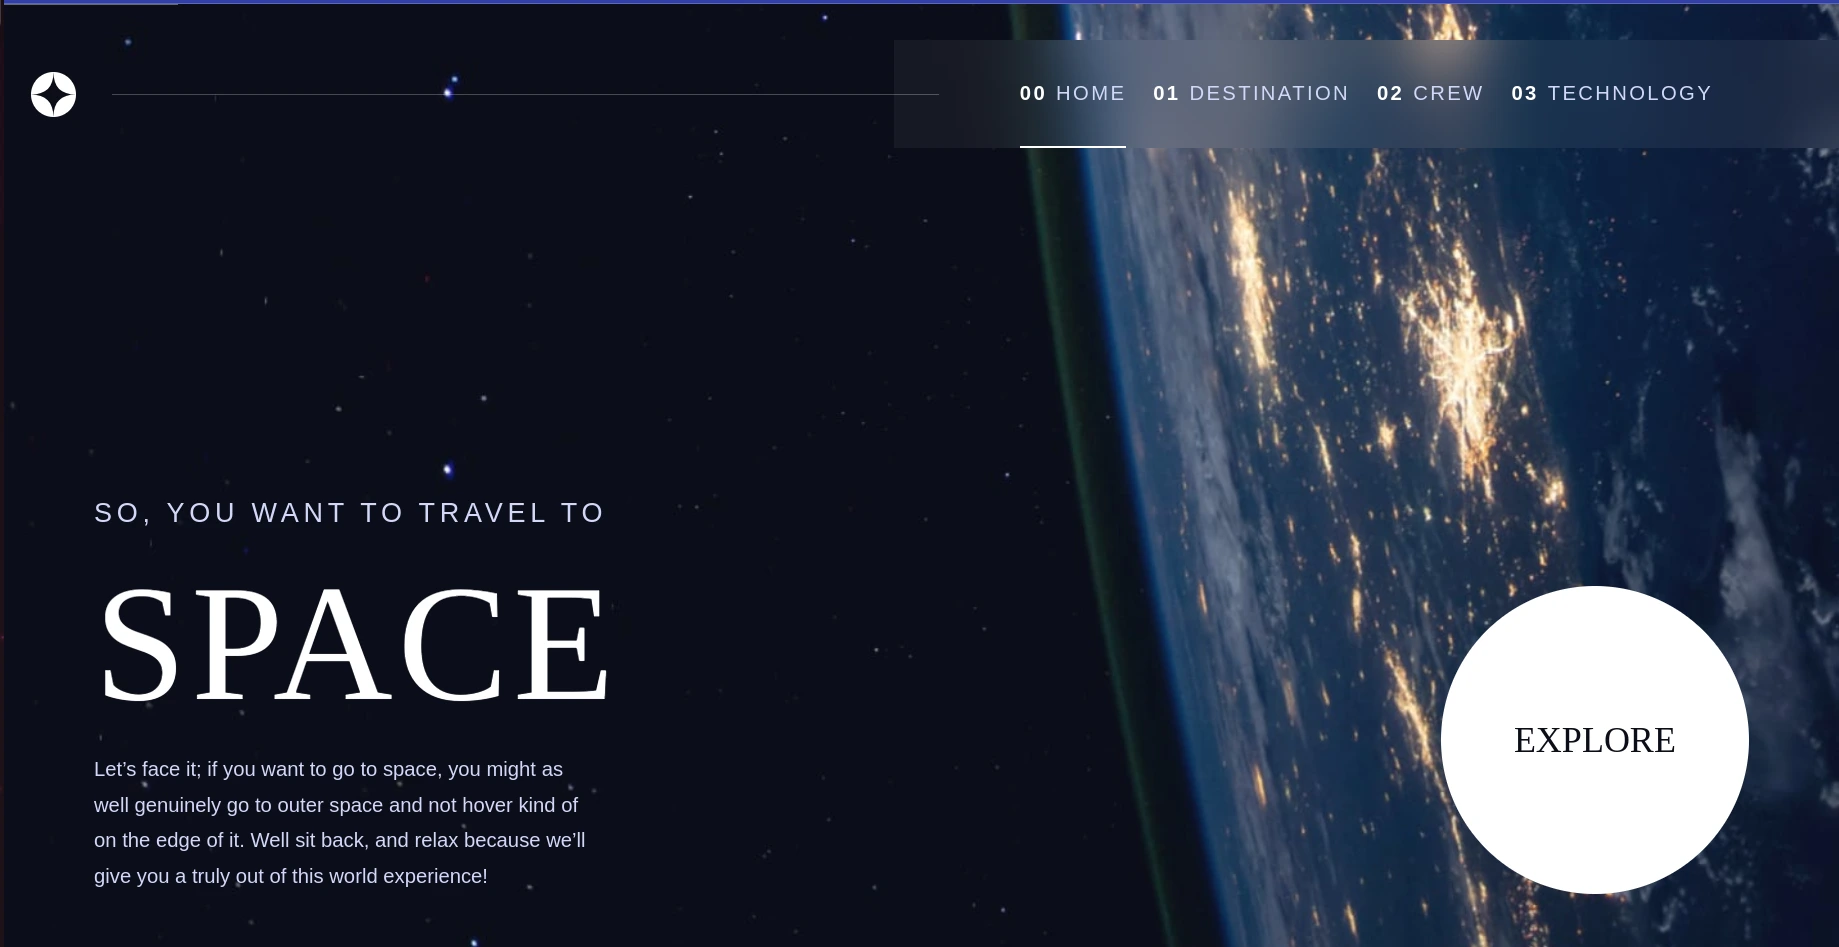 00 HOME 01 DESTINATION 02 CREW 03 TECHNOLOGY
SO, YOU WANT TO TRAVEL TO
SPACE
Let’s face it; if you want to go to space, you might as
well genuinely go to outer space and not hover kind of
on the edge of it. Well sit back, and relax because we’ll
give you a truly out of this world experience!
EXPLORE